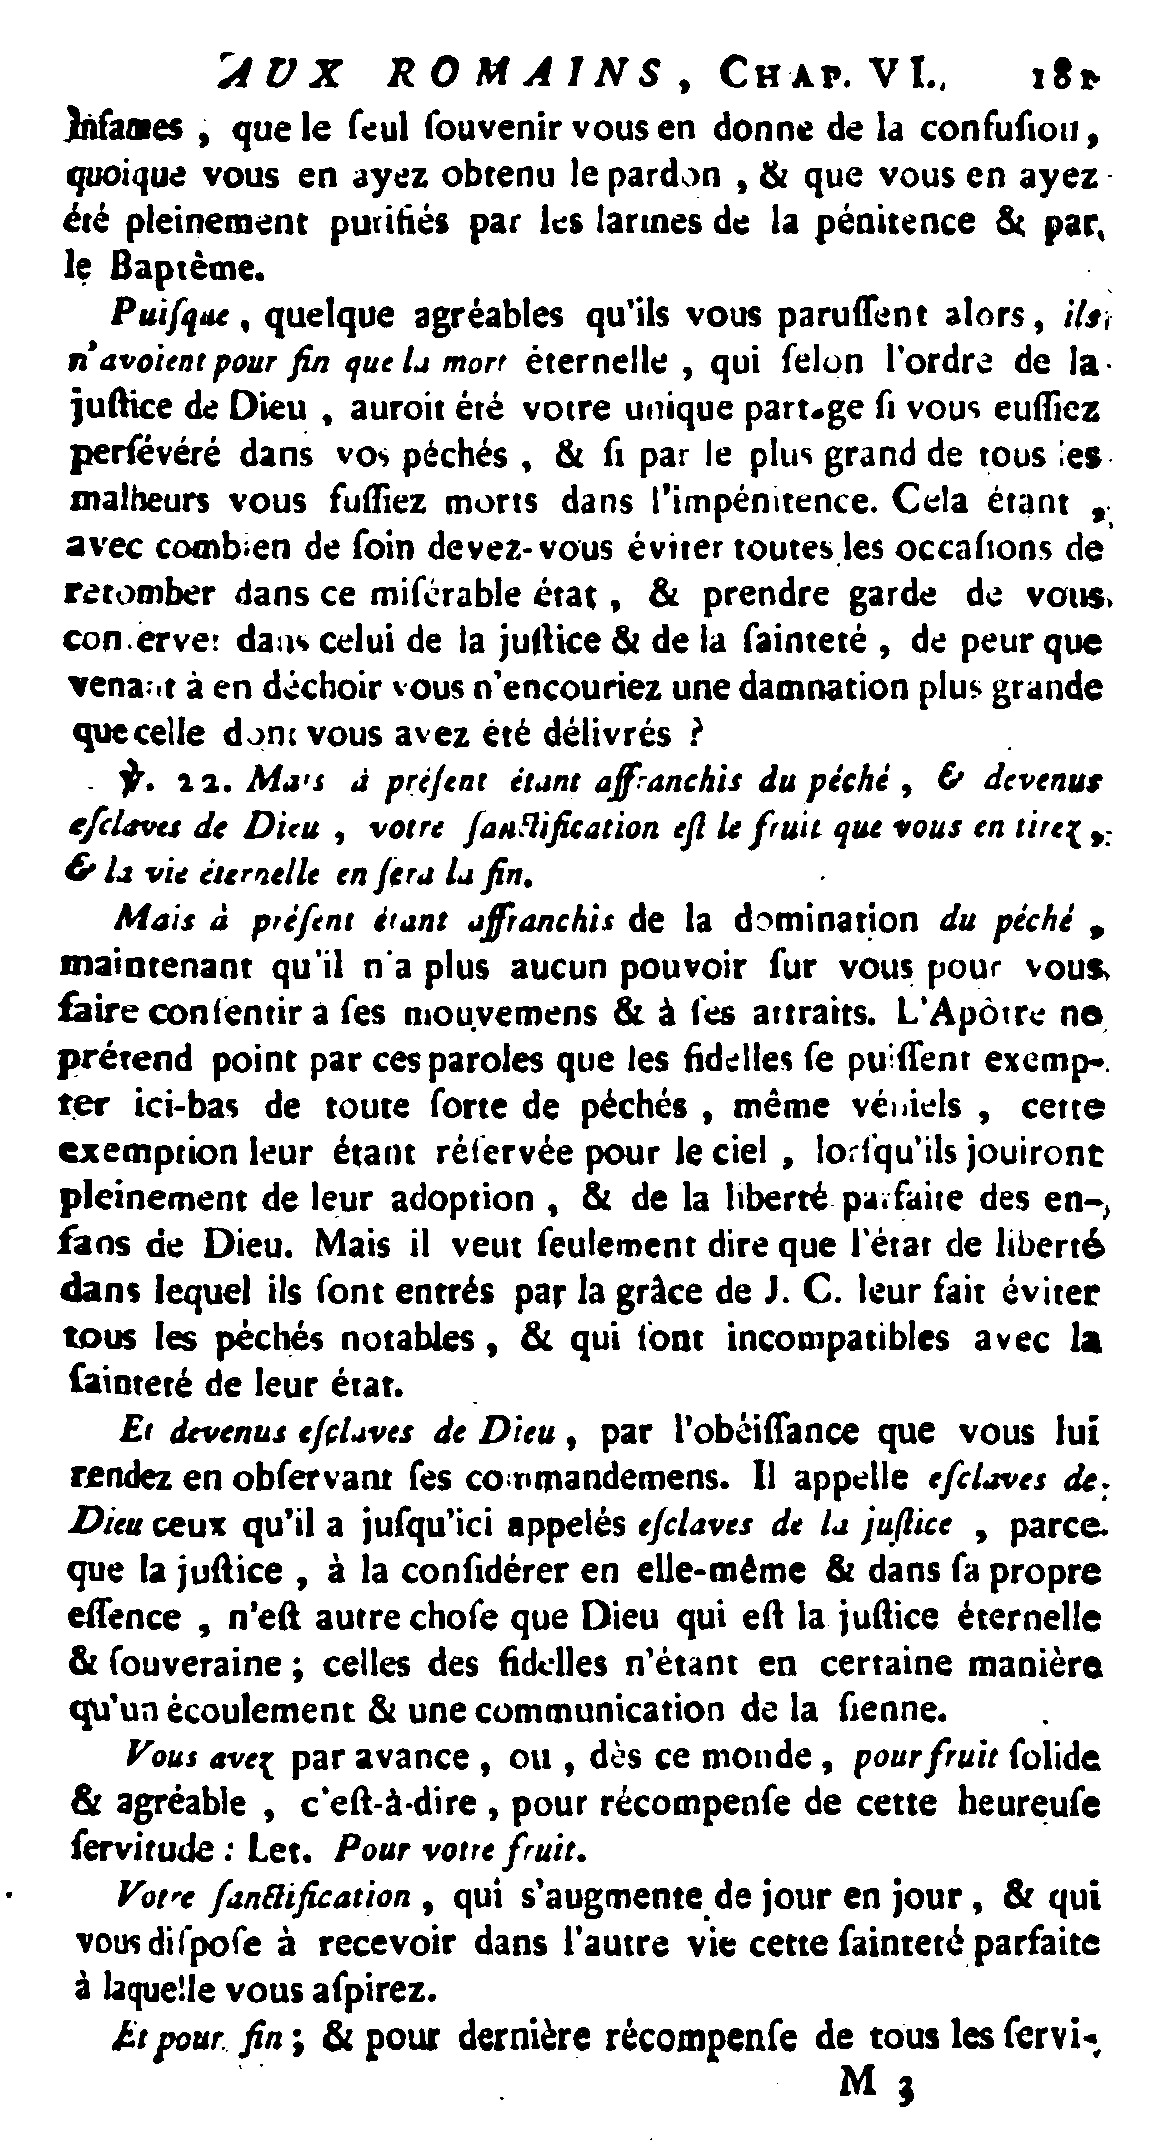 AUX ROMAINS, CHAP. VI. 181
infames, que le ſeul ſouvenir vous en donne de la confuſion,
quoique vous en ayez obtenu le pardon, & que vous en ayez
été pleinement purifiés par les larmes de la pénitence & par
le Baptême.
Puiſque, quelque agréables qu'ils vous paruſſent alors, ils
n'avoient pour fin que la mort éternelle, qui ſelon l'ordre de la
juſtice de Dieu, auroit été votre unique partage ſi vous euſſiez
perſévéré dans vos péchés, & ſi par le plus grand de tous les
malheurs vous fuſſiez morts dans l'impénitence. Cela étant,
avec combien de ſoin devez-vous éviter toutes les occaſions de
retomber dans ce miſérable état, & prendre garde de vous
conſerver dans celui de la juſtice & de la ſainteté, de peur que
venant à en déchoir vous n'encouriez une damnation plus grande
que celle dont vous avez été délivrés ?
℣. 22. Mais à préſent étant affranchis du péché, & devenus
eſclaves de Dieu, votre ſanctification eſt le fruit que vous en tirez,
& la vie éternelle en ſera la fin.
Mais à préſent étant affranchis de la domination du péché,
maintenant qu'il n'a plus aucun pouvoir ſur vous pour vous
faire conſentir à ſes mouvemens & à ſes attraits. L'Apôtre ne
prétend point par ces paroles que les fidelles ſe puiſſent exemp-
ter ici-bas de toute ſorte de péchés, même véniels, cette
exemption leur étant réſervée pour le ciel, lorſqu'ils jouiront
pleinement de leur adoption, & de la liberté parfaite des en-
fans de Dieu. Mais il veut ſeulement dire que l'état de liberté
dans lequel ils ſont entrés par la grâce de J. C. leur fait éviter
tous les péchés notables, & qui ſont incompatibles avec la
ſainteté de leur état.
Et devenus eſclaves de Dieu, par l'obéiſſance que vous lui
rendez en obſervant ſes commandemens. Il appelle eſclaves de
Dieu ceux qu'il a juſqu'ici appelés eſclaves de la juſtice, parce
que la juſtice, à la conſidérer en elle-même & dans ſa propre
eſſence, n'eſt autre choſe que Dieu qui eſt la juſtice éternelle
& ſouveraine ; celles des fidelles n'étant en certaine manière
qu'un écoulement & une communication de la ſienne.
Vous avez par avance, ou, dès ce monde, pour fruit ſolide
& agréable, c'eſt-à-dire, pour récompenſe de cette heureuſe
ſervitude : Let. Pour votre fruit.
Votre ſanctification, qui s'augmente de jour en jour, & qui
vous diſpoſe à recevoir dans l'autre vie cette ſainteté parfaite
à laquelle vous aſpirez.
Et pour fin ; & pour dernière récompenſe de tous les ſervi-
M 3